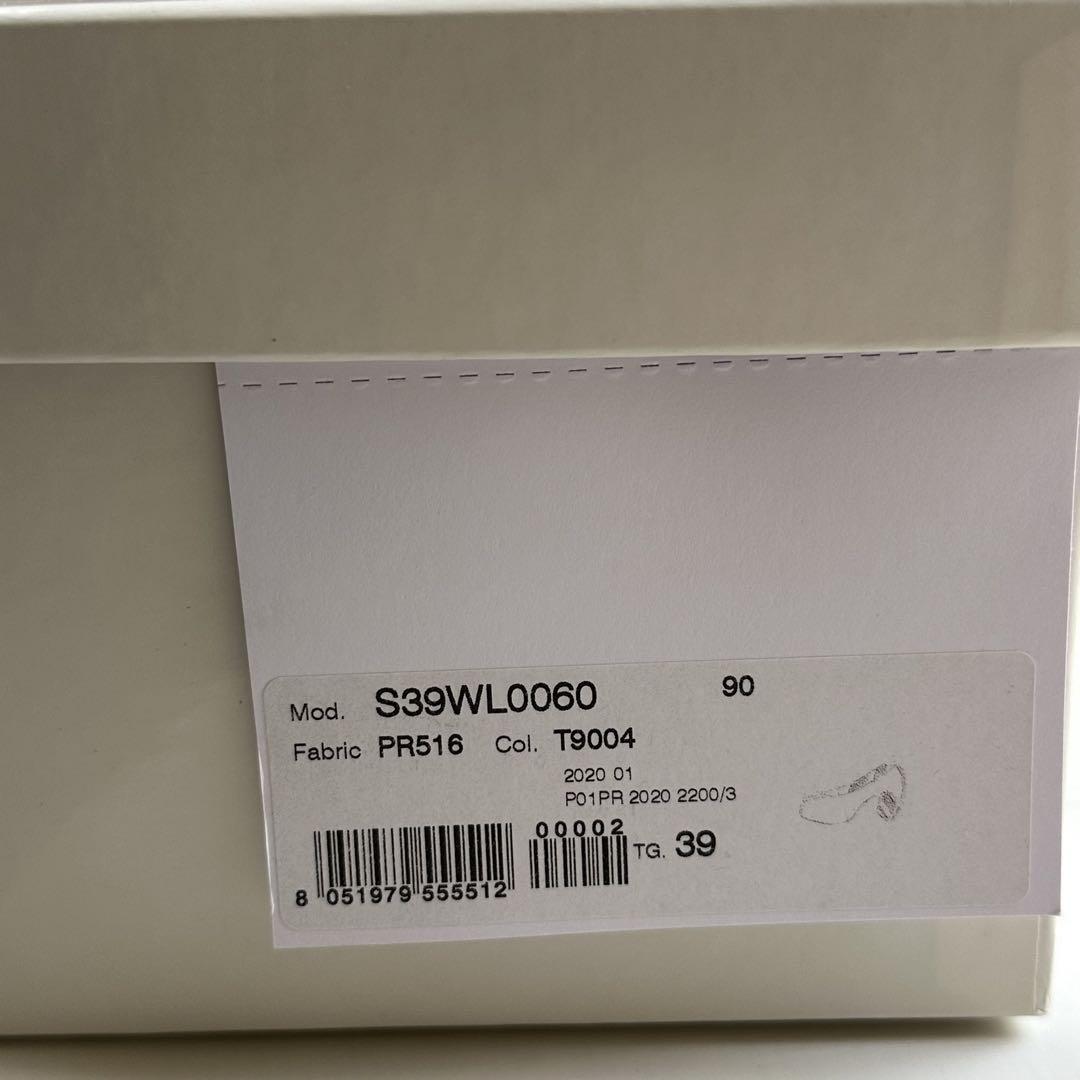 Mod. S39WL0060 90
Fabric PR516 Col. T9004
2020 01
P01PR 2020 2200/3
00002
TG. 39
8 051979 555512